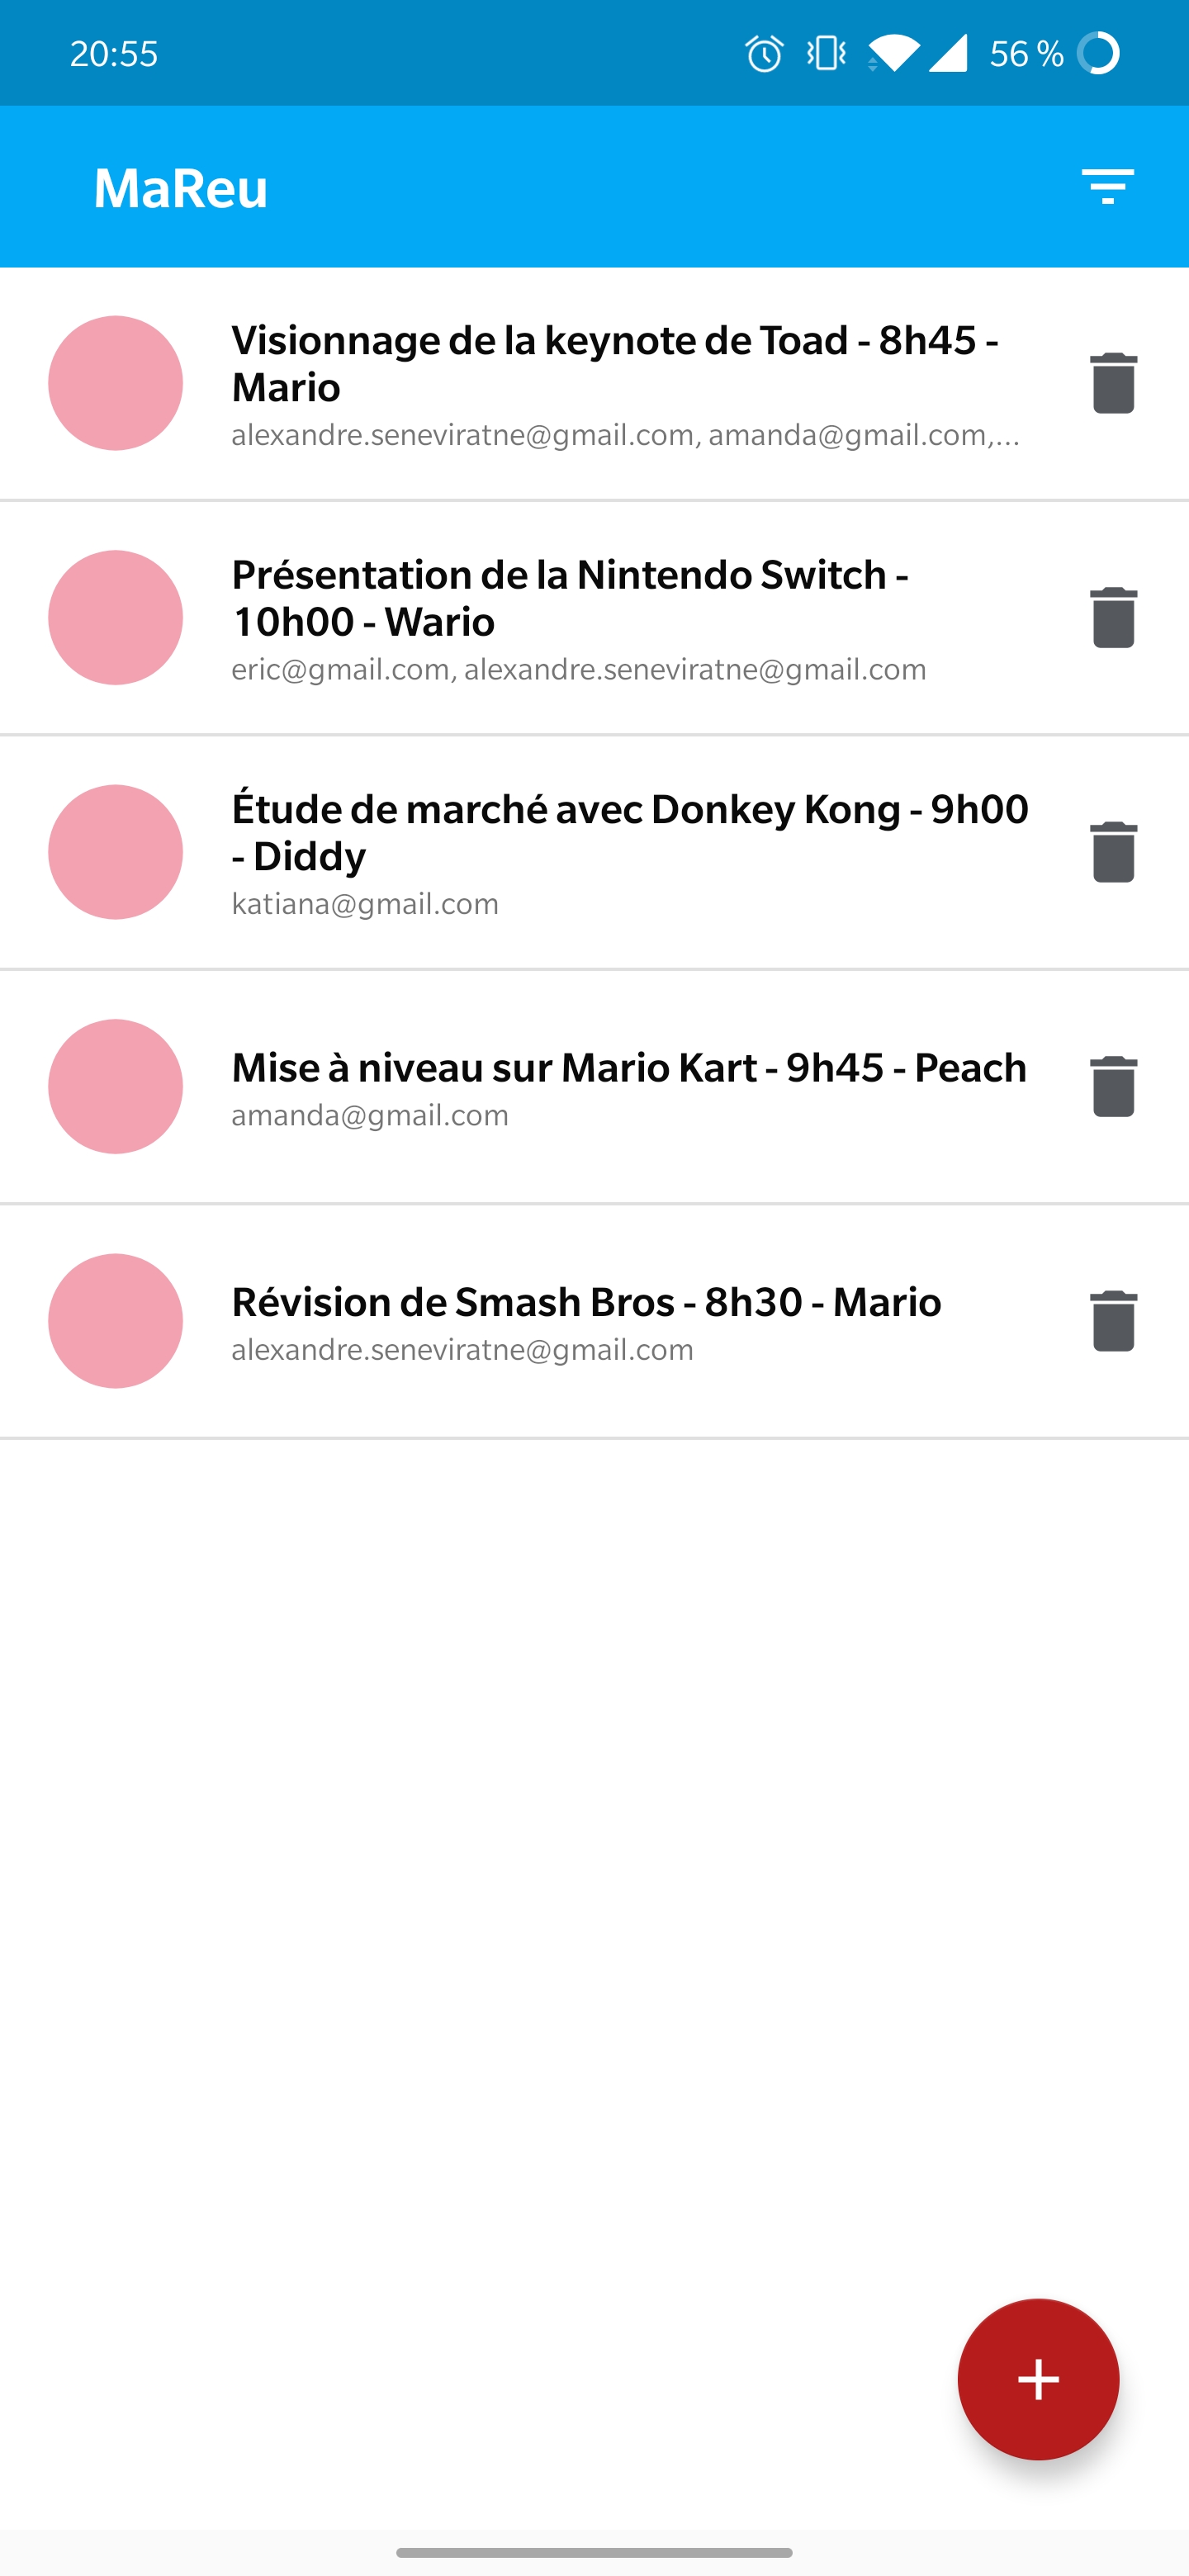 20:55
56 %
MaReu
Visionnage de la keynote de Toad - 8h45 -
Mario
alexandre.seneviratne@gmail.com, amanda@gmail.com,...
Présentation de la Nintendo Switch -
10h00 - Wario
eric@gmail.com, alexandre.seneviratne@gmail.com
Étude de marché avec Donkey Kong - 9h00
- Diddy
katiana@gmail.com
Mise à niveau sur Mario Kart - 9h45 - Peach
amanda@gmail.com
Révision de Smash Bros - 8h30 - Mario
alexandre.seneviratne@gmail.com